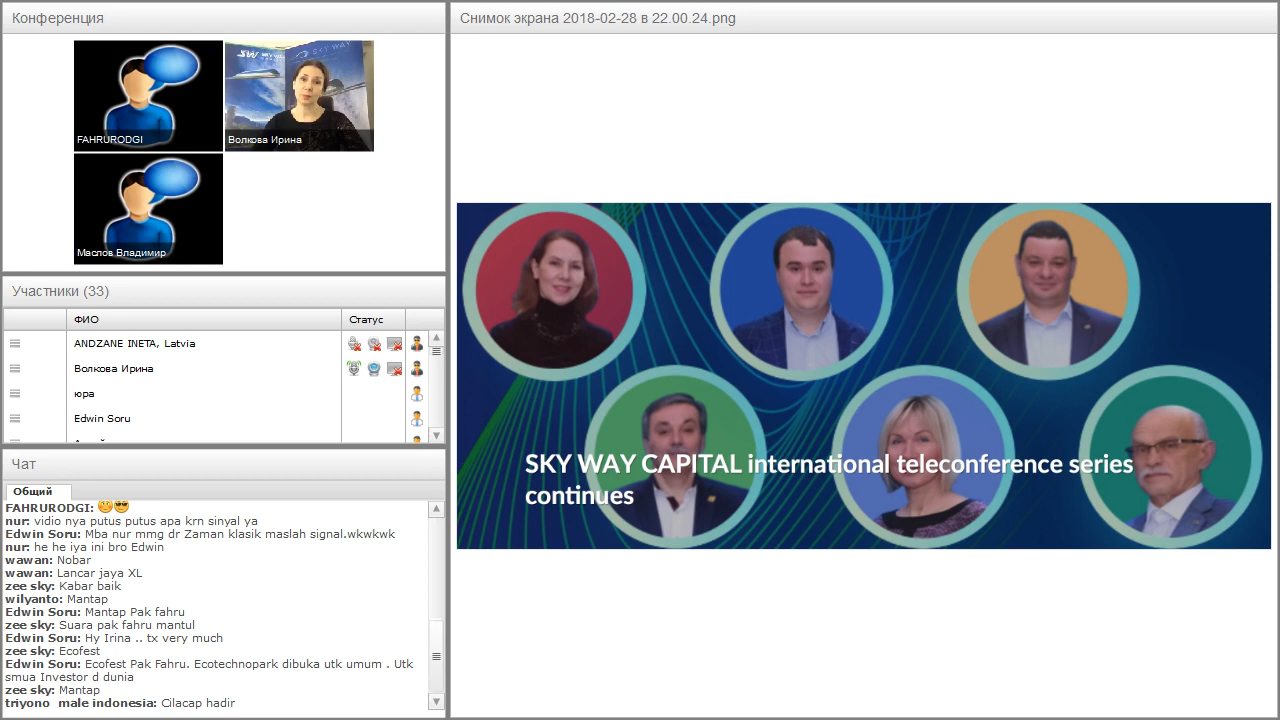 Конференция
FAHRURODGI
SKY WAY
Волкова Ирина
Маслов Владимир
Участники (33)
ФИО
Статус
ANDZANE INETA, Latvia
Волкова Ирина
юра
Edwin Soru
Чат
Общий
FAHRURODGI:
nur: vidio nya putus putus apa krn sinyal ya
Edwin Soru: Mba nur mmg dr Zaman klasik maslah signal.wkwkwk
nur: he he iya ini bro Edwin
wawan: Nobar
wawan: Lancar jaya XL
zee sky: Kabar baik
wilyanto: Mantap
Edwin Soru: Mantap Pak fahru
zee sky: Suara pak fahru mantul
Edwin Soru: Hy Irina .. tx very much
zee sky: Ecofest
Edwin Soru: Ecofest Pak Fahru. Ecotechnopark dibuka utk umum . Utk
smua Investor d dunia
zee sky: Mantap
triyono male indonesia: Cilacap hadir
Снимок экрана 2018-02-28 в 22.00.24.png
SKY WAY CAPITAL international teleconference series
continues